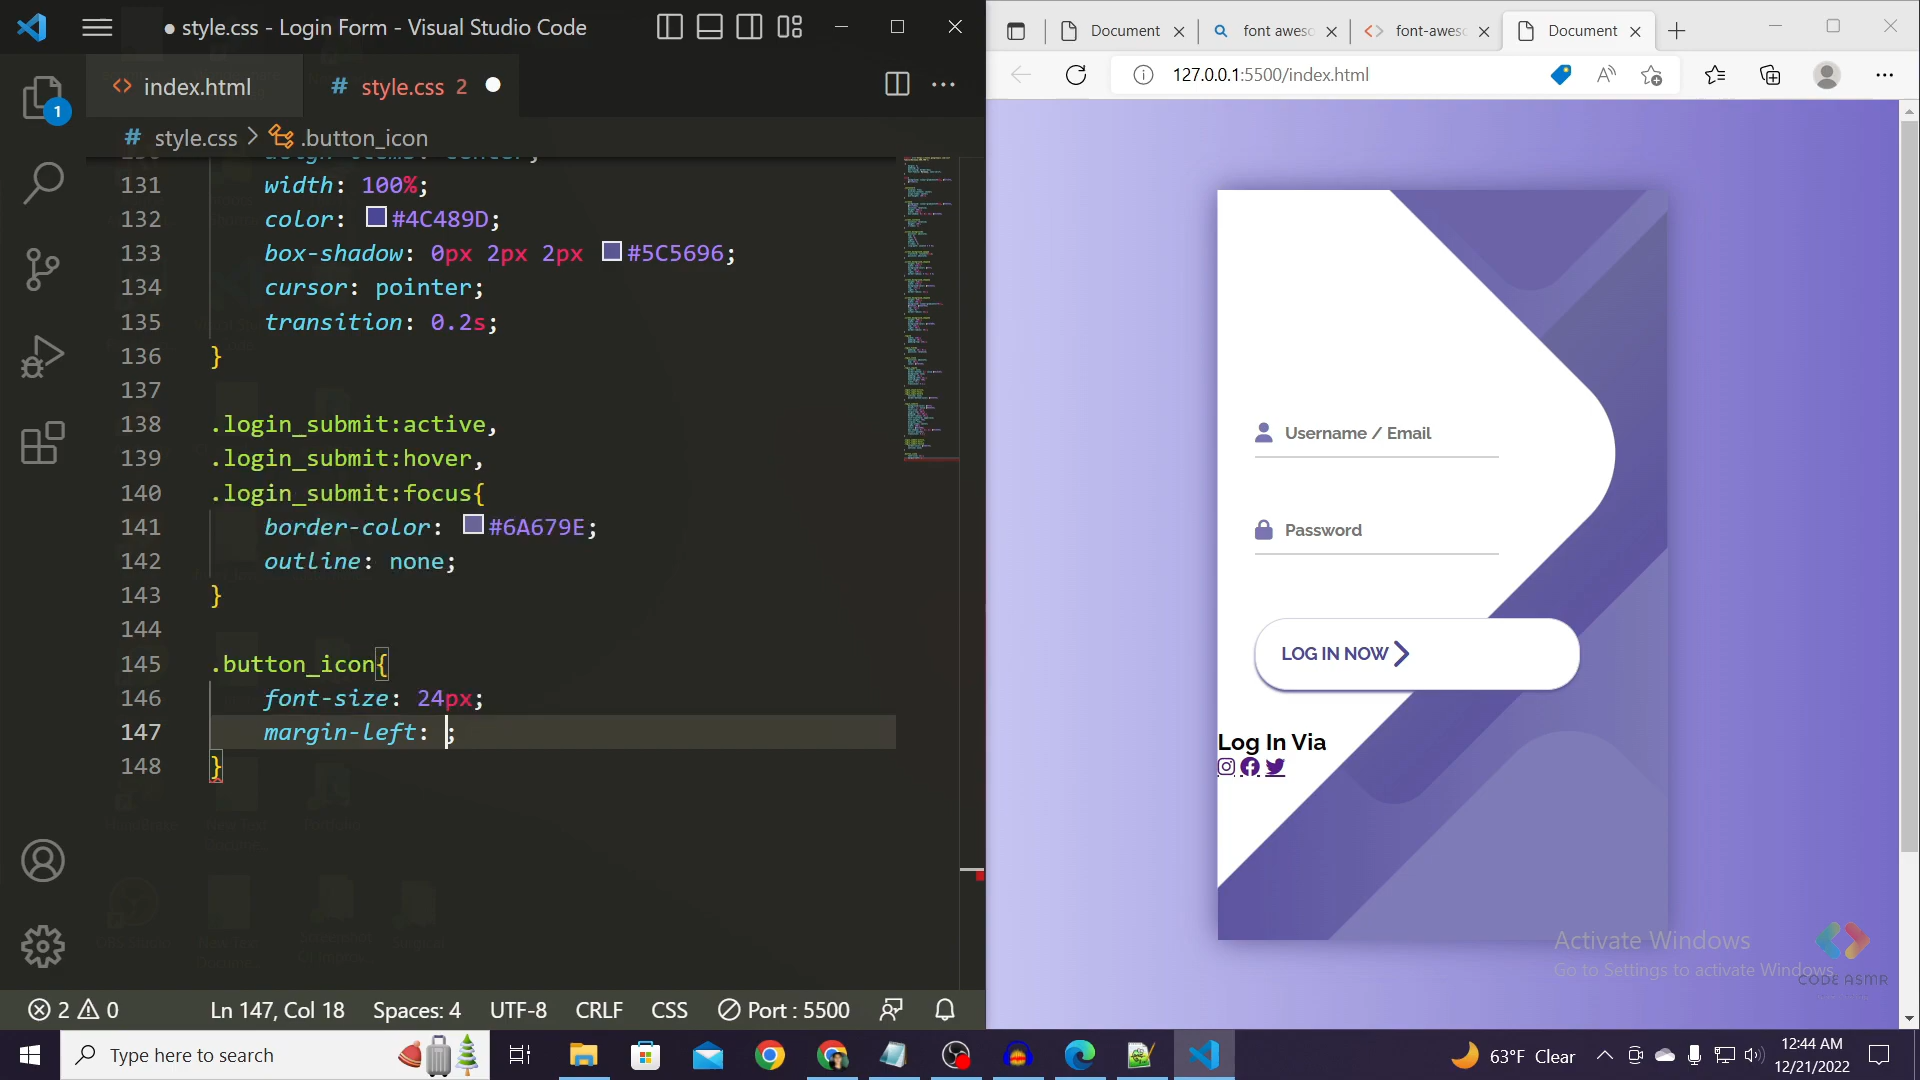 style.css - Login Form - Visual Studio Code
index.html
# style.css 2
# style.css > .button_icon
131 width: 100%;
132 color: #4C489D;
133 box-shadow: 0px 2px 2px #5C5696;
134 cursor: pointer;
135 transition: 0.2s;
136 }
137
138 .login_submit:active,
139 .login_submit:hover,
140 .login_submit:focus{
141 border-color: #6A679E;
142 outline: none;
143 }
144
145 .button_icon{
146 font-size: 24px;
147 margin-left: ;
148 }
1
2 0
Ln 147, Col 18
Spaces: 4
UTF-8
CRLF
CSS
Port : 5500
Document
font awes
font-awes
Document
127.0.0.1:5500/index.html
Username / Email
Password
LOG IN NOW
Log In Via
Activate Windows
Go to Settings to activate Windows.
CODE ASMR
Type here to search
63°F Clear
12:44 AM
12/21/2022